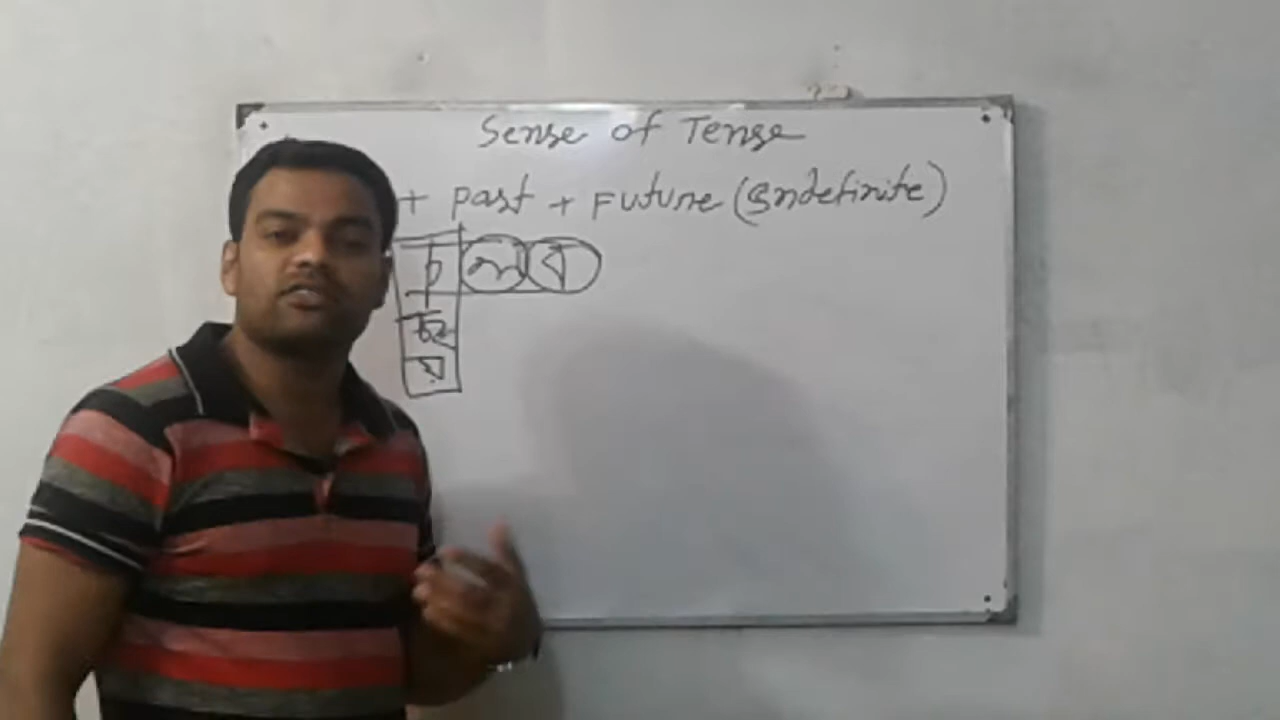 Sense of Tense
+ Past + Future (Indefinite)
ল ব
য়